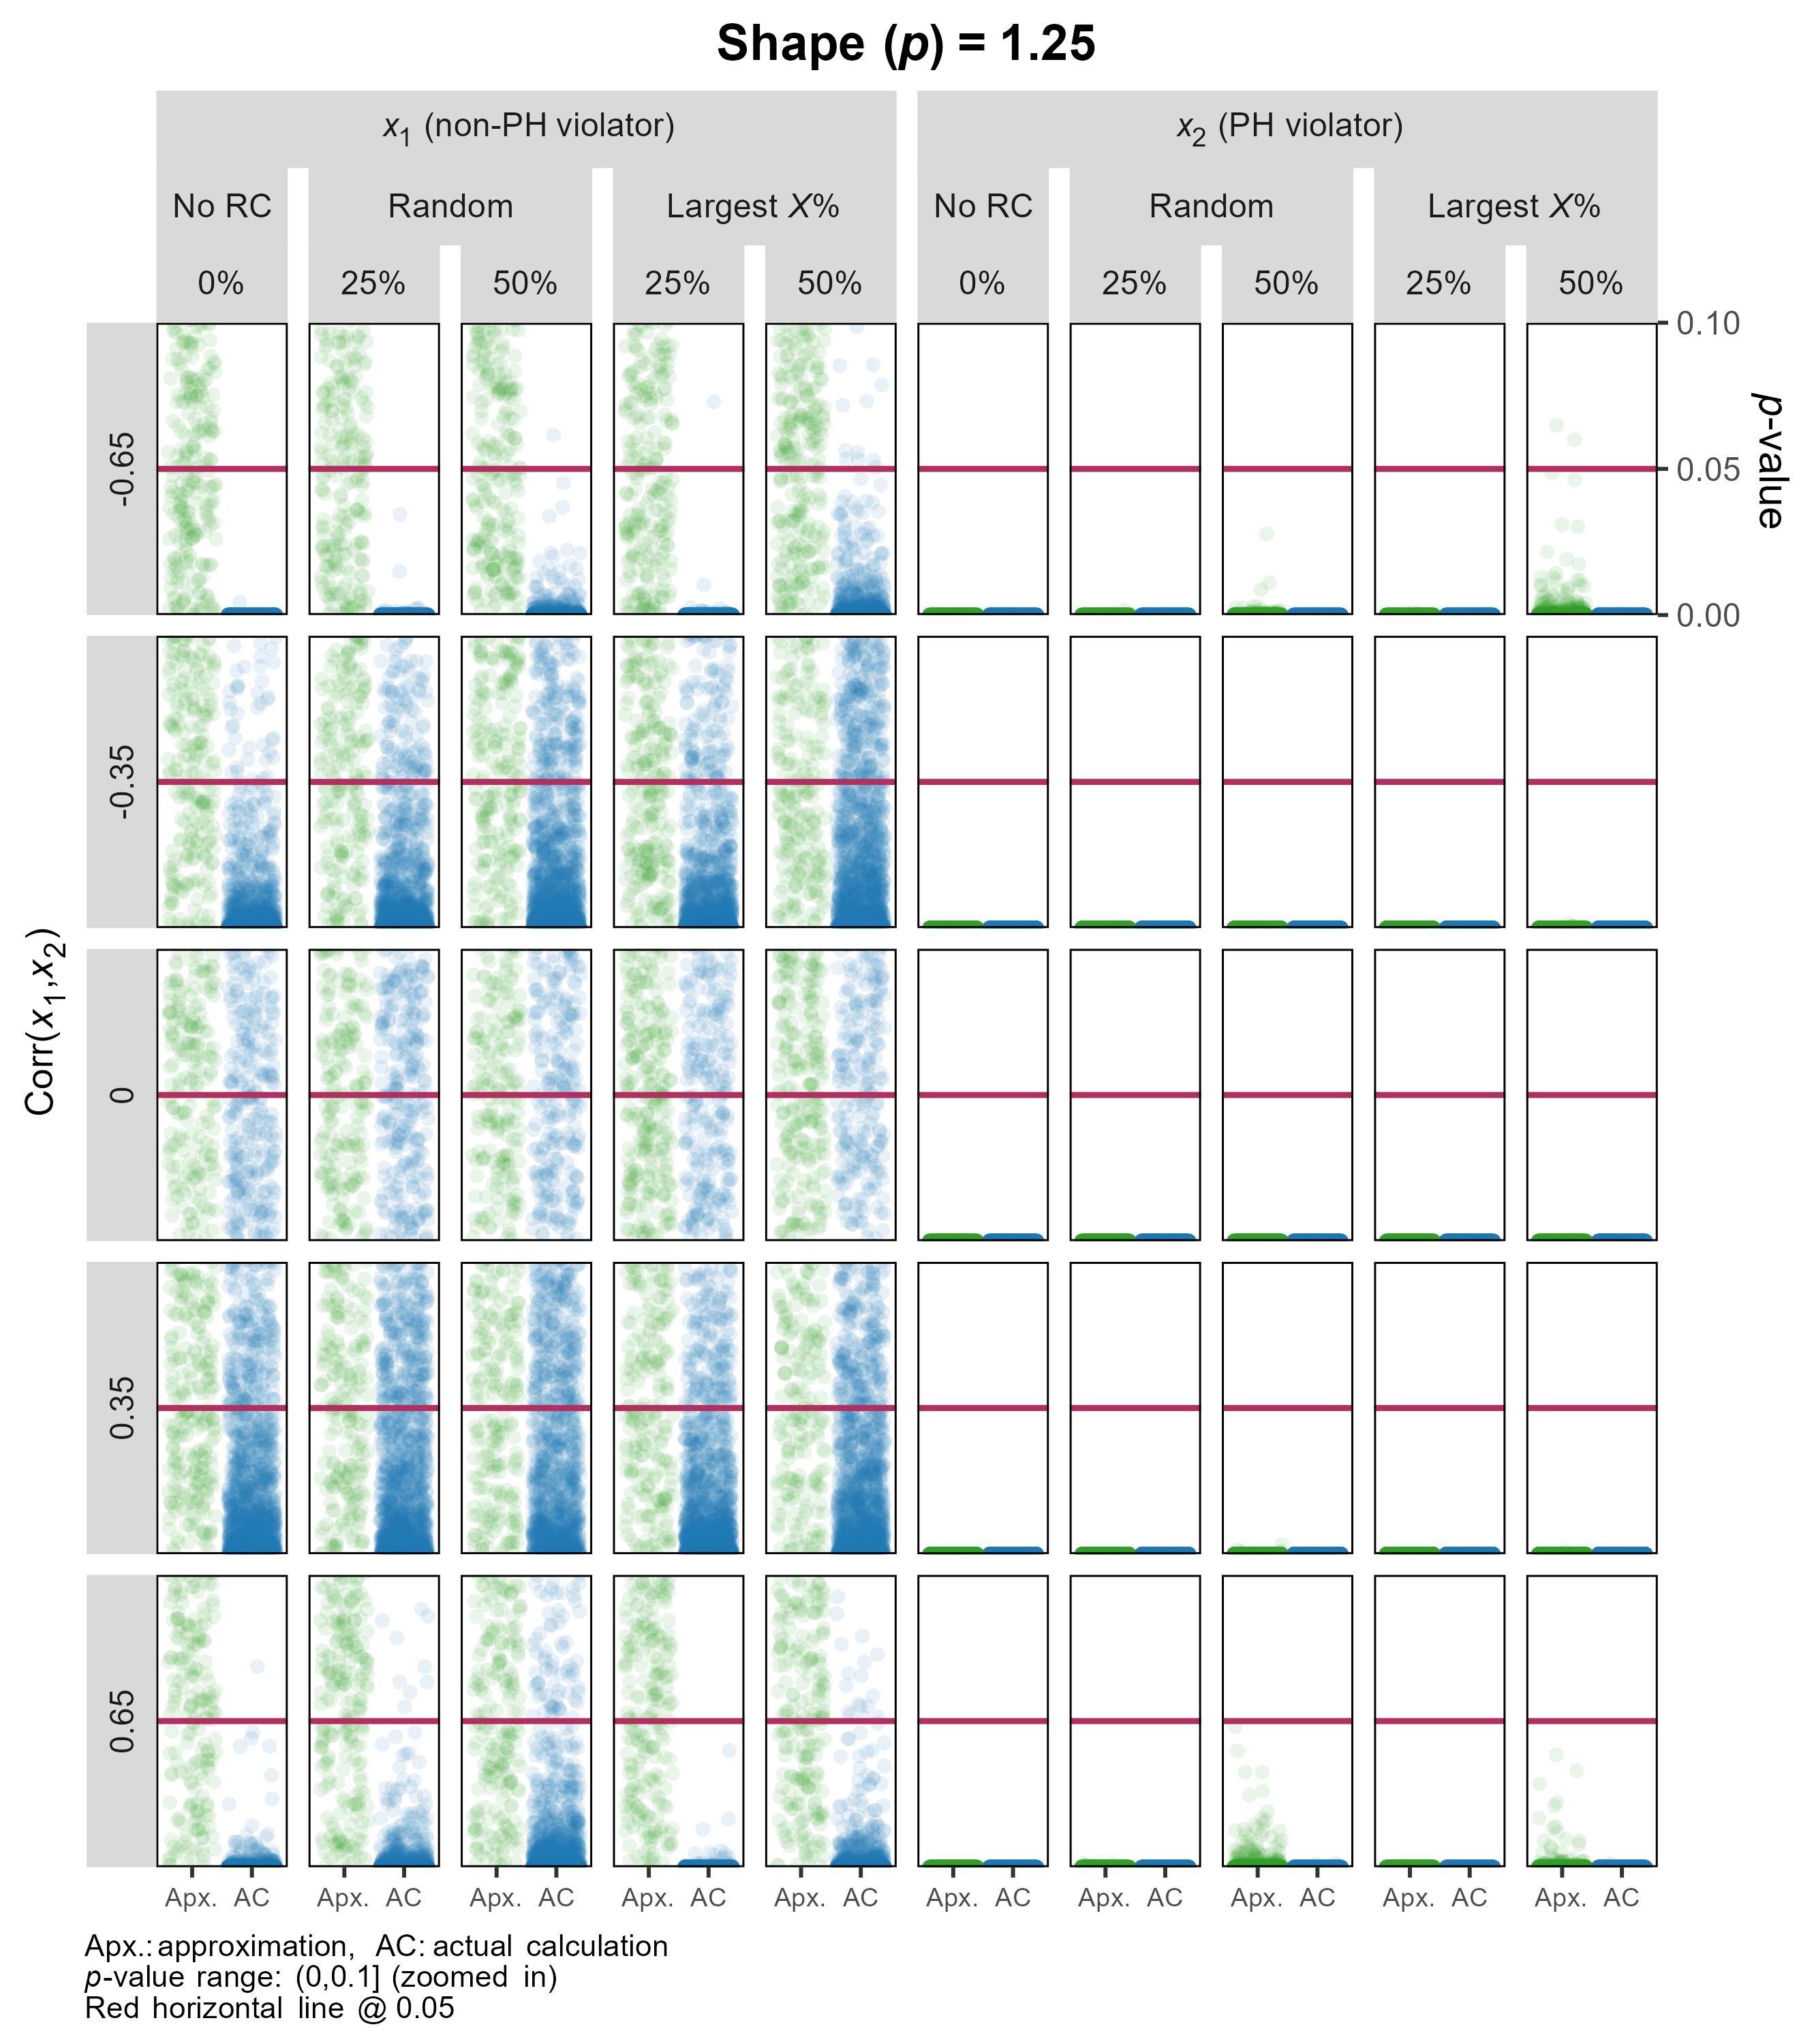 Shape (p) = 1.25
x1 (non-PH violator) x2 (PH violator)
No RC Random Largest X% No RC Random Largest X%
0% 25% 50% 25% 50% 0% 25% 50% 25% 50%
0.10
0.05
0.00
p-value
-0.65
-0.35
0
0.35
0.65
Corr(x1,x2)
Apx. AC Apx. AC Apx. AC Apx. AC Apx. AC Apx. AC Apx. AC Apx. AC Apx. AC Apx. AC
Apx.: approximation, AC: actual calculation
p-value range: (0,0.1] (zoomed in)
Red horizontal line @ 0.05